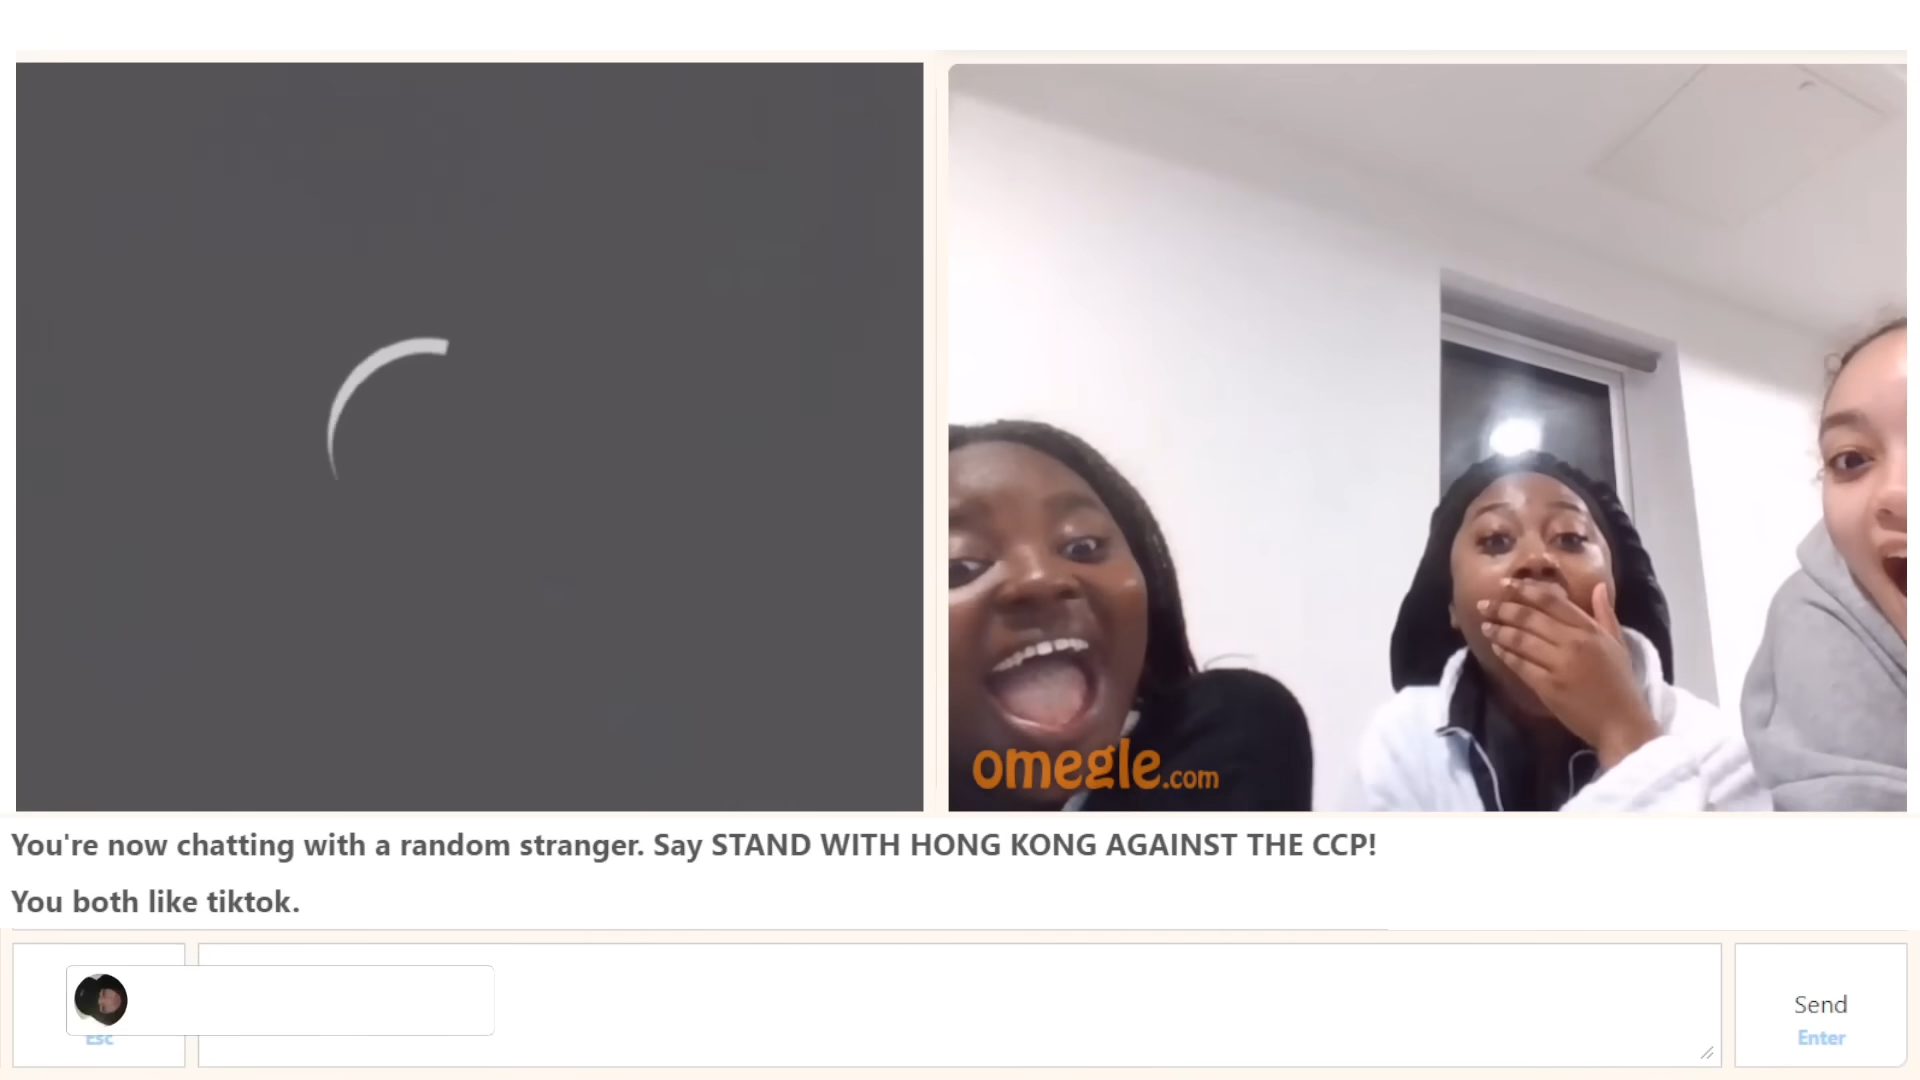 omegle.com
You're now chatting with a random stranger. Say STAND WITH HONG KONG AGAINST THE CCP!
You both like tiktok.
Esc
Send
Enter